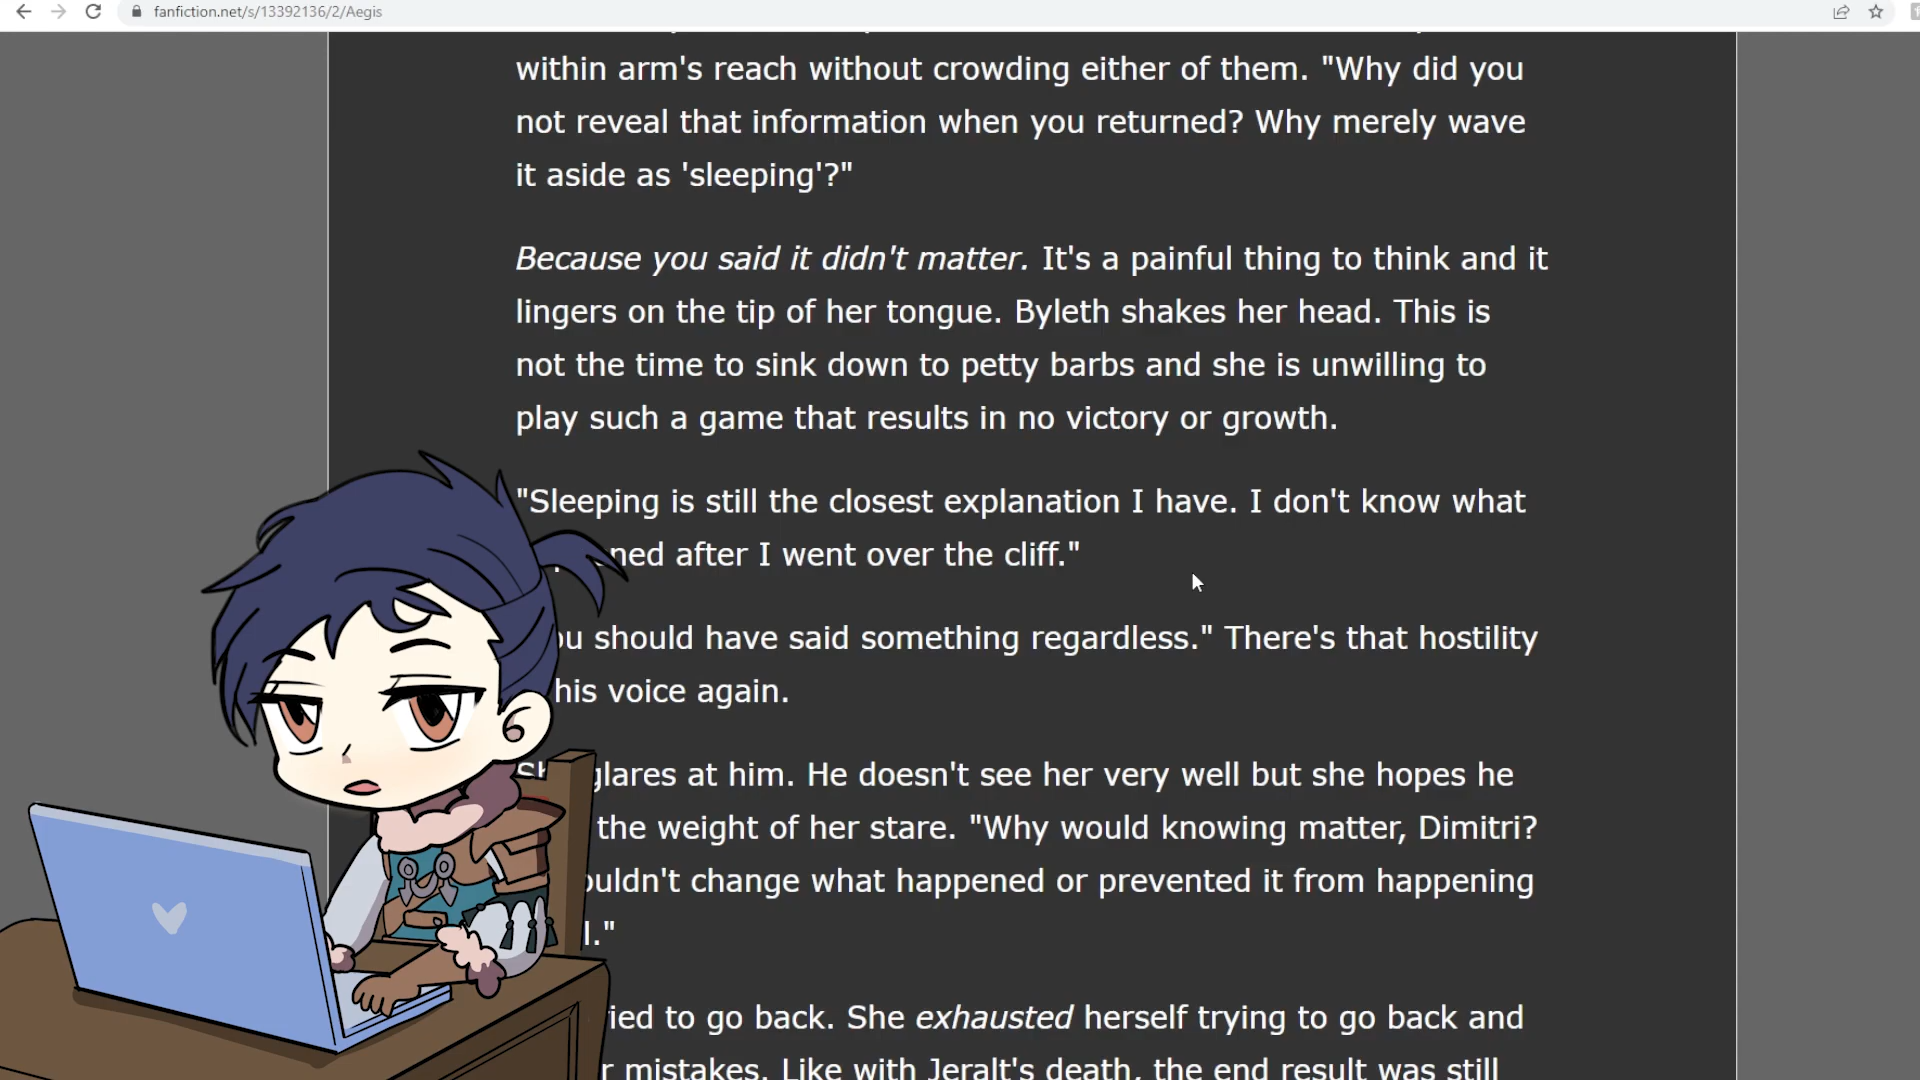 fanfiction.net/s/13392136/2/Aegis
within arm's reach without crowding either of them. "Why did you
not reveal that information when you returned? Why merely wave
it aside as 'sleeping'?"
Because you said it didn't matter. It's a painful thing to think and it
lingers on the tip of her tongue. Byleth shakes her head. This is
not the time to sink down to petty barbs and she is unwilling to
play such a game that results in no victory or growth.
"Sleeping is still the closest explanation I have. I don't know what
ned after I went over the cliff."
ou should have said something regardless." There's that hostility
his voice again.
glares at him. He doesn't see her very well but she hopes he
the weight of her stare. "Why would knowing matter, Dimitri?
ouldn't change what happened or prevented it from happening
l."
ried to go back. She exhausted herself trying to go back and
r mistakes. Like with Jeralt's death, the end result was still